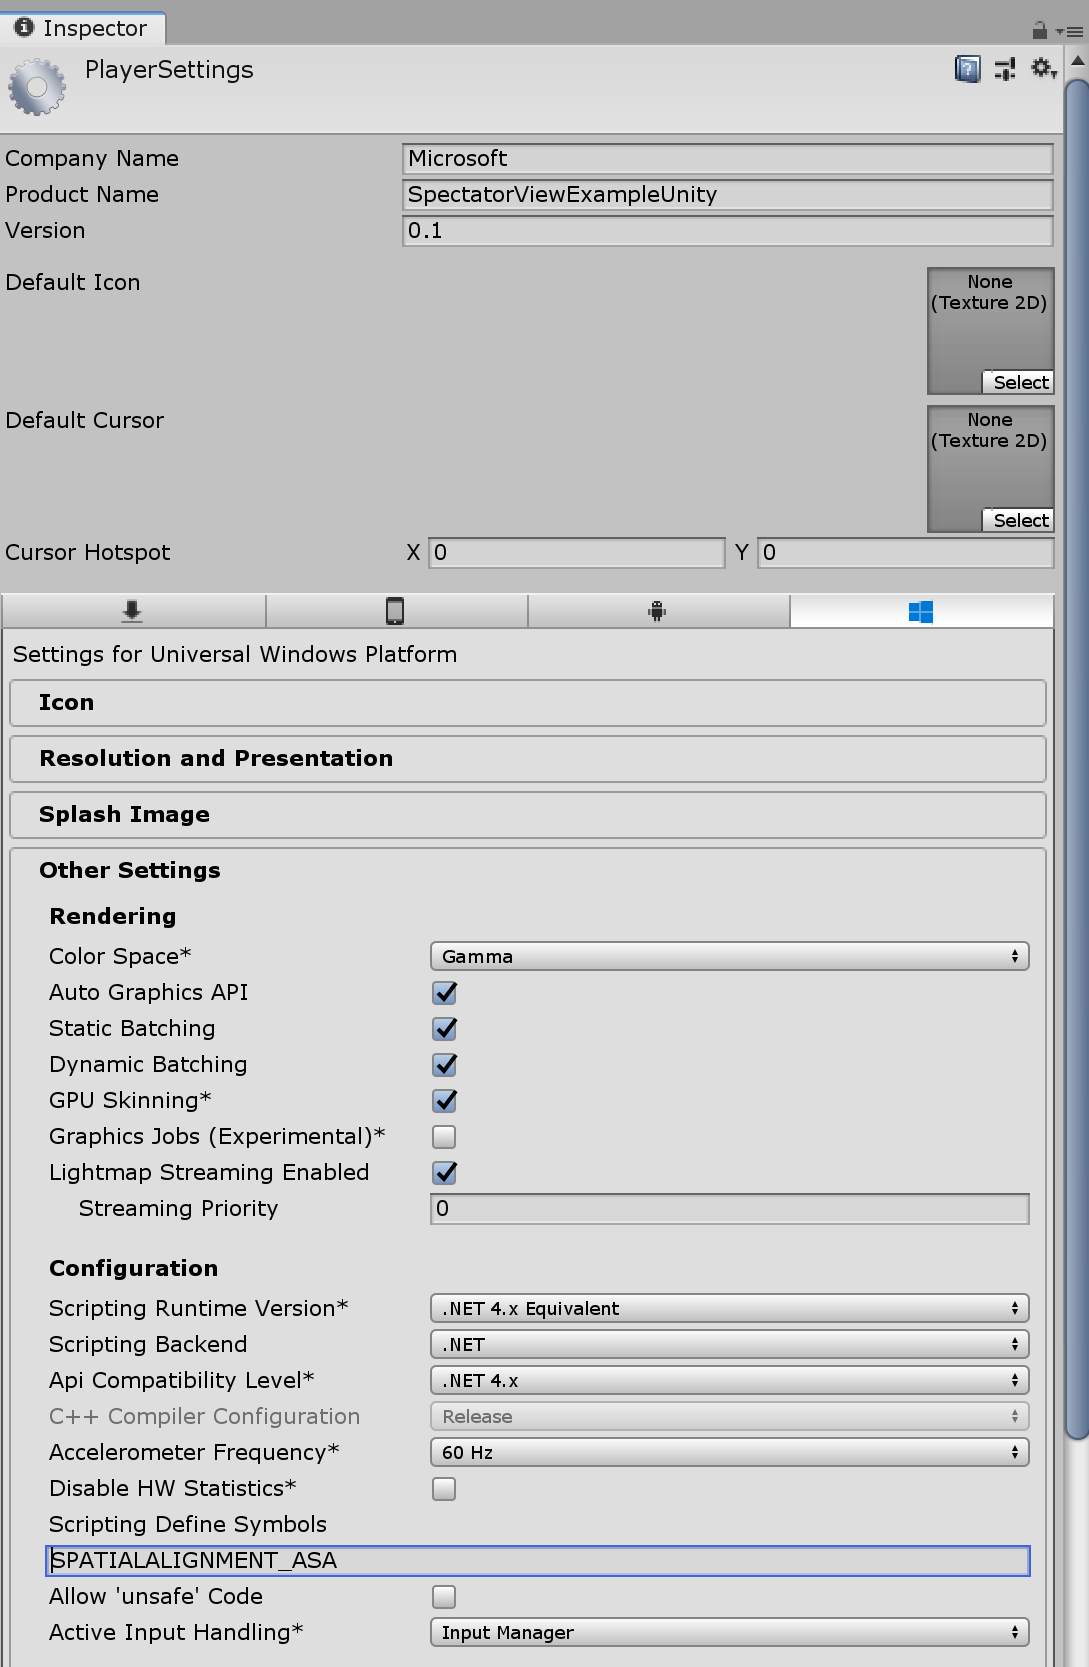 Inspector
PlayerSettings
Company Name Microsoft
Product Name SpectatorViewExampleUnity
Version 0.1
Default Icon None
(Texture 2D)
Select
Default Cursor None
(Texture 2D)
Select
Cursor Hotspot X 0 Y 0
Settings for Universal Windows Platform
Icon
Resolution and Presentation
Splash Image
Other Settings
Rendering
Color Space* Gamma
Auto Graphics API
Static Batching
Dynamic Batching
GPU Skinning*
Graphics Jobs (Experimental)*
Lightmap Streaming Enabled
Streaming Priority 0
Configuration
Scripting Runtime Version* .NET 4.x Equivalent
Scripting Backend .NET
Api Compatibility Level* .NET 4.x
C++ Compiler Configuration Release
Accelerometer Frequency* 60 Hz
Disable HW Statistics*
Scripting Define Symbols
SPATIALALIGNMENT_ASA
Allow 'unsafe' Code
Active Input Handling* Input Manager